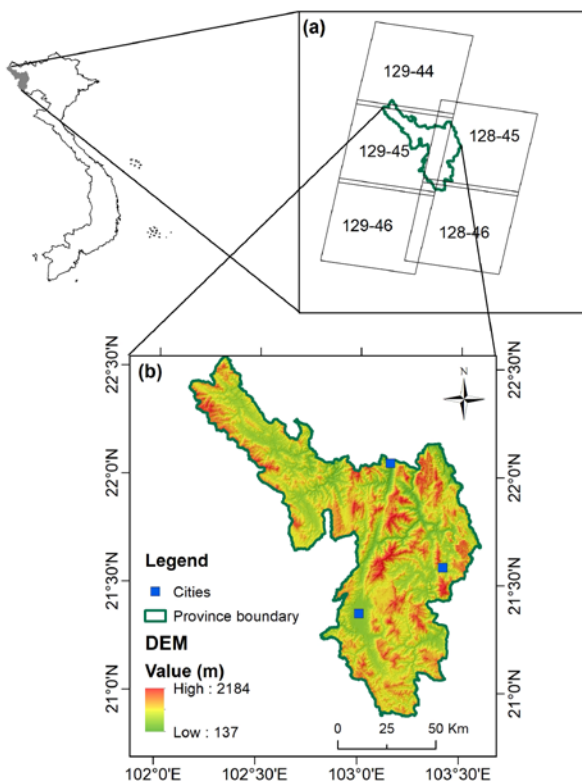 (a)
129-44
128-45
129-45
129-46
128-46
(b)
N
22°30'N
22°0'N
21°30'N
21°0'N
22°30'N
22°0'N
21°30'N
21°0'N
Legend
Cities
Province boundary
DEM
Value (m)
High : 2184
Low : 137
0 25 50 Km
102°0'E 102°30'E 103°0'E 103°30'E